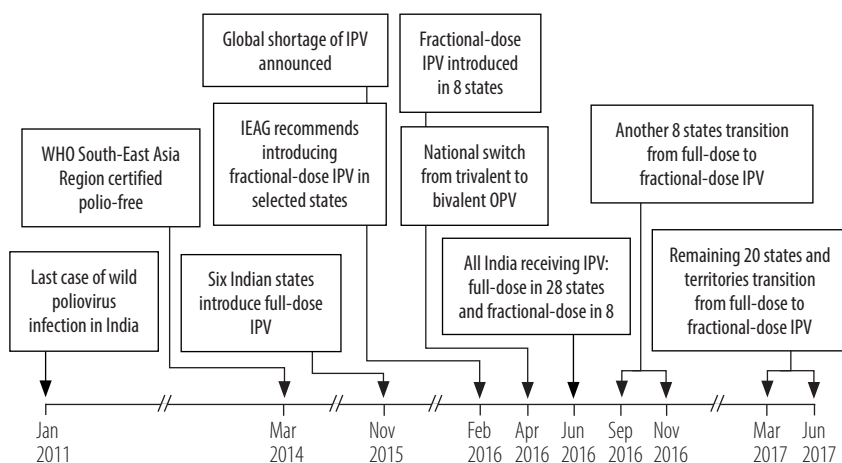 Global shortage of IPV
announced
Fractional-dose
IPV introduced
in 8 states
WHO South-East Asia
Region certified
polio-free
IEAG recommends
introducing
fractional-dose IPV in
selected states
National switch
from trivalent to
bivalent OPV
Another 8 states transition
from full-dose to
fractional-dose IPV
Last case of wild
poliovirus
infection in India
Six Indian states
introduce full-dose
IPV
All India receiving IPV:
full-dose in 28 states
and fractional-dose in 8
Remaining 20 states and
territories transition
from full-dose to
fractional-dose IPV
Jan
2011
Mar
2014
Nov
2015
Feb
2016
Apr
2016
Jun
2016
Sep
2016
Nov
2016
Mar
2017
Jun
2017